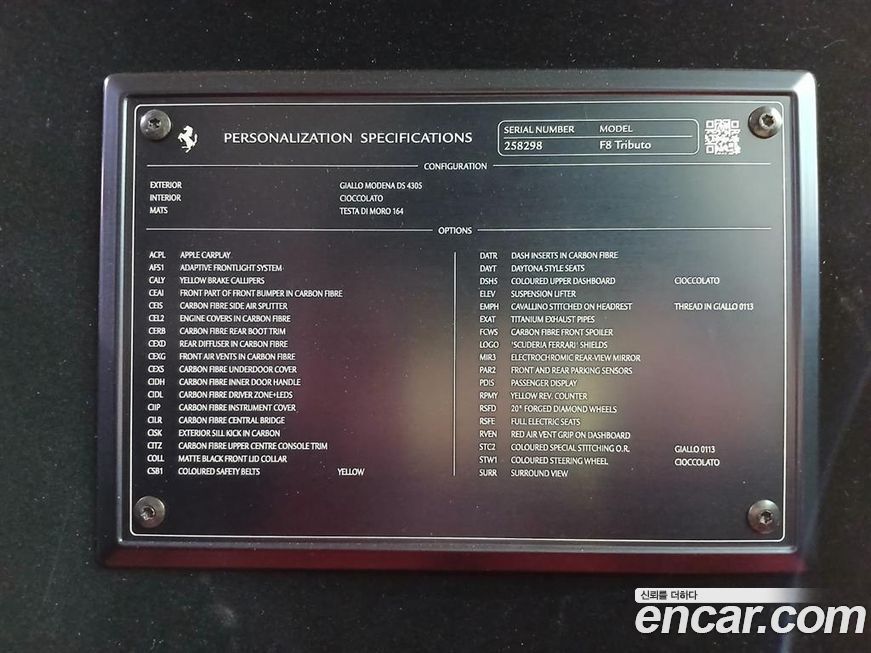 PERSONALIZATION SPECIFICATIONS
SERIAL NUMBER MODEL
258298 F8 Tributo
CONFIGURATION
EXTERIOR GIALLO MODENA DS 4305
INTERIOR CIOCCOLATO
MATS TESTA DI MORO 164
OPTIONS
ACPL APPLE CARPLAY
AFS1 ADAPTIVE FRONTLIGHT SYSTEM
CALY YELLOW BRAKE CALLIPERS
CEAI FRONT PART OF FRONT BUMPER IN CARBON FIBRE
CEIS CARBON FIBRE SIDE AIR SPLITTER
CEL2 ENGINE COVERS IN CARBON FIBRE
CERB CARBON FIBRE REAR BOOT TRIM
CEXD REAR DIFFUSER IN CARBON FIBRE
CEXG FRONT AIR VENTS IN CARBON FIBRE
CEXS CARBON FIBRE UNDERDOOR COVER
CIDH CARBON FIBRE INNER DOOR HANDLE
CIDL CARBON FIBRE DRIVER ZONE+LEDS
CIIP CARBON FIBRE INSTRUMENT COVER
CILR CARBON FIBRE CENTRAL BRIDGE
CISK EXTERIOR SILL KICK IN CARBON
CITZ CARBON FIBRE UPPER CENTRE CONSOLE TRIM
COLL MATTE BLACK FRONT LID COLLAR
CSB1 COLOURED SAFETY BELTS YELLOW
DATR DASH INSERTS IN CARBON FIBRE
DAYT DAYTONA STYLE SEATS
DSH5 COLOURED UPPER DASHBOARD CIOCCOLATO
ELEV SUSPENSION LIFTER
EMPH CAVALLINO STITCHED ON HEADREST THREAD IN GIALLO 0113
EXAT TITANIUM EXHAUST PIPES
FCWS CARBON FIBRE FRONT SPOILER
LOGO 'SCUDERIA FERRARI' SHIELDS
MIR3 ELECTROCHROMIC REAR-VIEW MIRROR
PAR2 FRONT AND REAR PARKING SENSORS
PDIS PASSENGER DISPLAY
RPMY YELLOW REV. COUNTER
RSFD 20" FORGED DIAMOND WHEELS
RSFE FULL ELECTRIC SEATS
RVEN RED AIR VENT GRIP ON DASHBOARD
STC2 COLOURED SPECIAL STITCHING O.R. GIALLO 0113
STW1 COLOURED STEERING WHEEL CIOCCOLATO
SURR SURROUND VIEW
신뢰를 더하다
encar.com